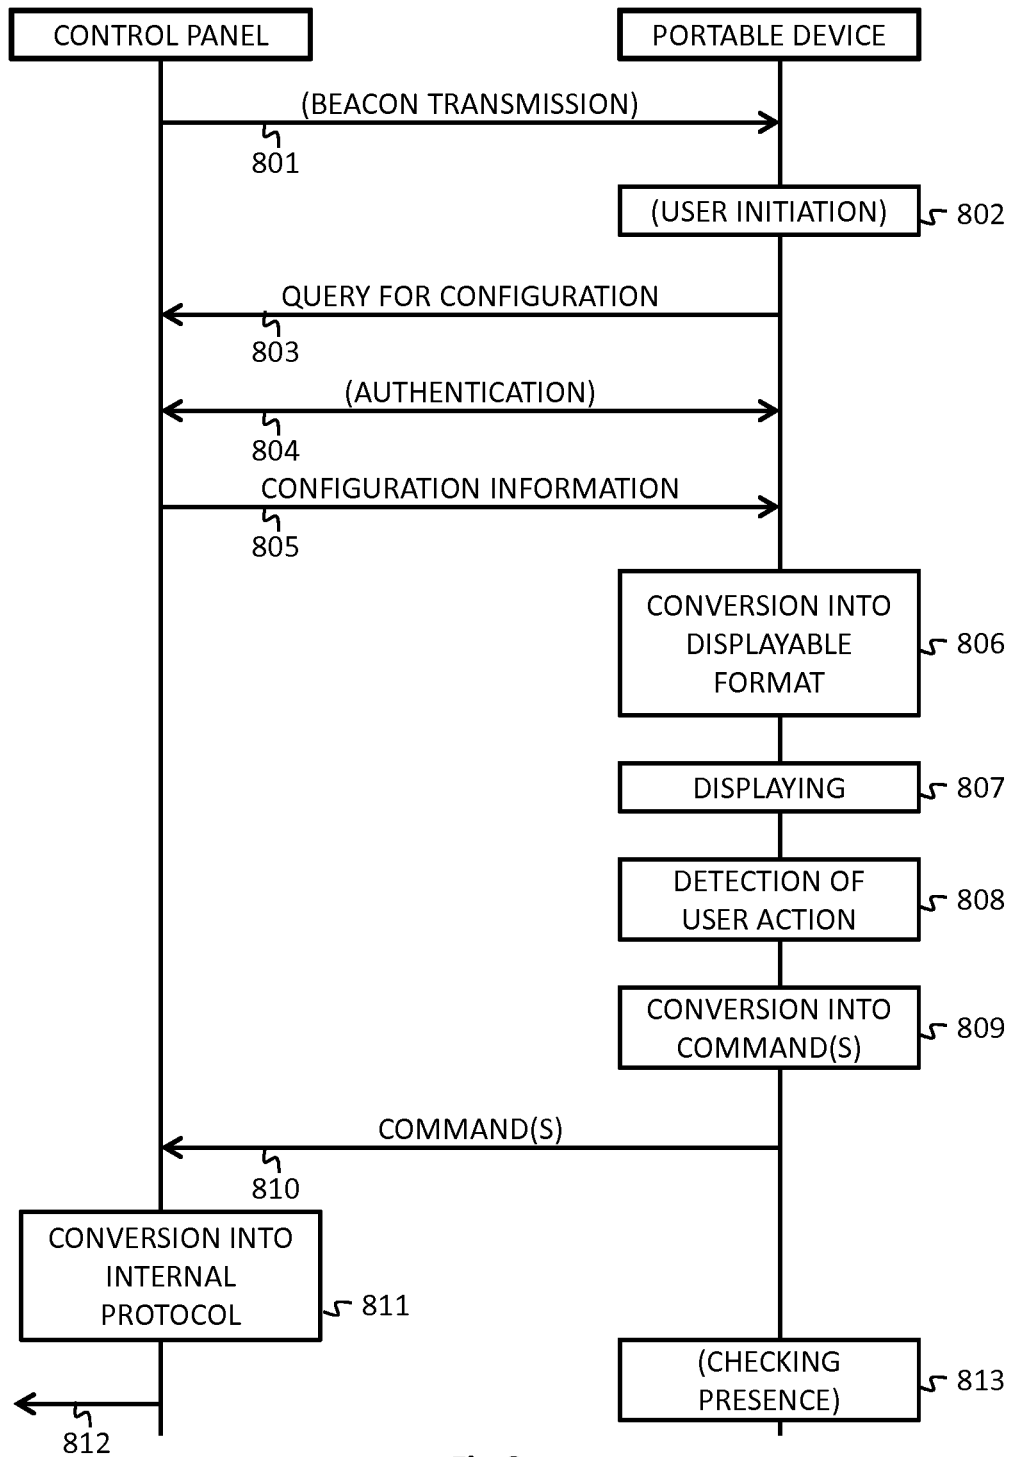 CONTROL PANEL
PORTABLE DEVICE
(BEACON TRANSMISSION)
801
(USER INITIATION)
802
QUERY FOR CONFIGURATION
803
(AUTHENTICATION)
804
CONFIGURATION INFORMATION
805
CONVERSION INTO
DISPLAYABLE
FORMAT
806
DISPLAYING
807
DETECTION OF
USER ACTION
808
CONVERSION INTO
COMMAND(S)
809
COMMAND(S)
810
CONVERSION INTO
INTERNAL
PROTOCOL
811
(CHECKING
PRESENCE)
813
812